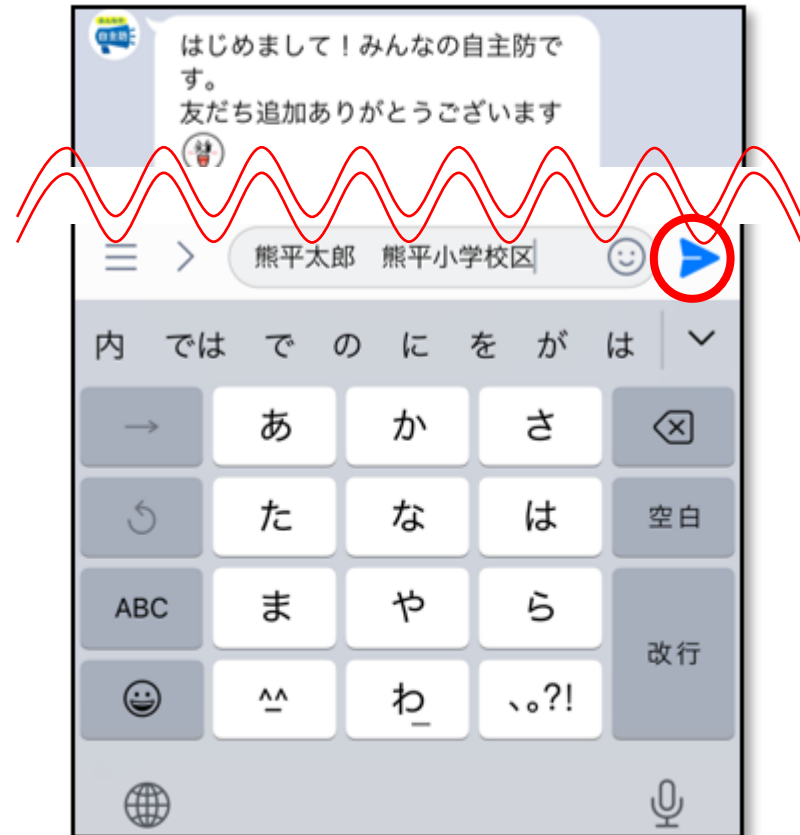 自主防
はじめまして！みんなの自主防で
す。
友だち追加ありがとうございます
熊平太郎　熊平小学校区
内 では で の に を が は
→ あ か さ
た な は 空白
ABC ま や ら
改行
^^ わ 、。?!